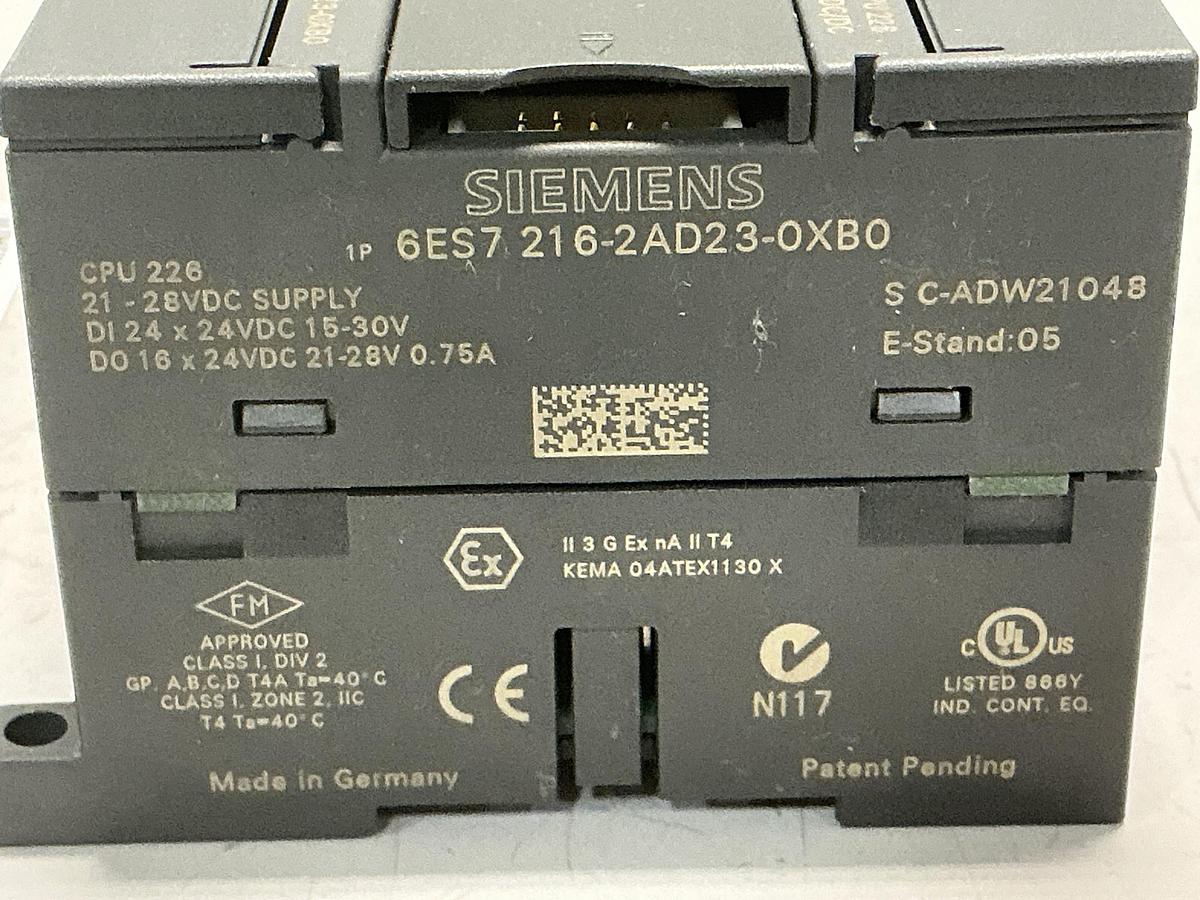 SIEMENS
1P 6ES7 216-2AD23-0XB0
CPU 226
21 - 28VDC SUPPLY
DI 24 x 24VDC 15-30V
DO 16 x 24VDC 21-28V 0.75A
S C-ADW21048
E-Stand:05
Ex
II 3 G Ex nA II T4
KEMA 04ATEX1130 X
FM
APPROVED
CLASS I, DIV 2
GP. A,B,C,D T4A Ta=40°C
CLASS I, ZONE 2, IIC
T4 Ta=40°C
CE
N117
C UL US
LISTED 866Y
IND. CONT. EQ.
Made in Germany
Patent Pending